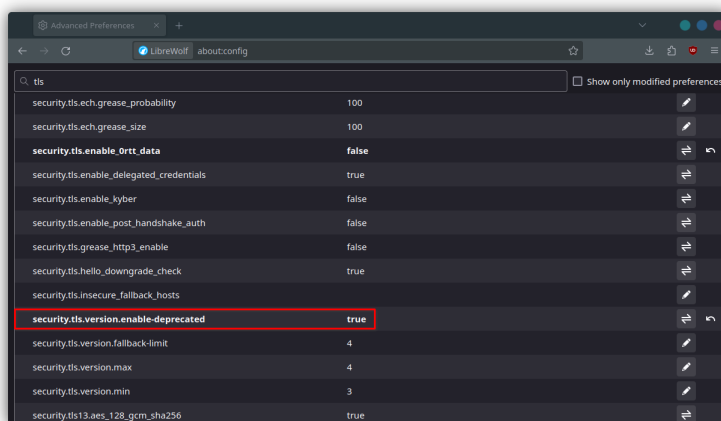 Advanced Preferences
LibreWolf about:config
tls
Show only modified preferences
security.tls.ech.grease_probability 100
security.tls.ech.grease_size 100
security.tls.enable_0rtt_data false
security.tls.enable_delegated_credentials true
security.tls.enable_kyber false
security.tls.enable_post_handshake_auth false
security.tls.grease_http3_enable false
security.tls.hello_downgrade_check true
security.tls.insecure_fallback_hosts
security.tls.version.enable-deprecated true
security.tls.version.fallback-limit 4
security.tls.version.max 4
security.tls.version.min 3
security.tls13.aes_128_gcm_sha256 true